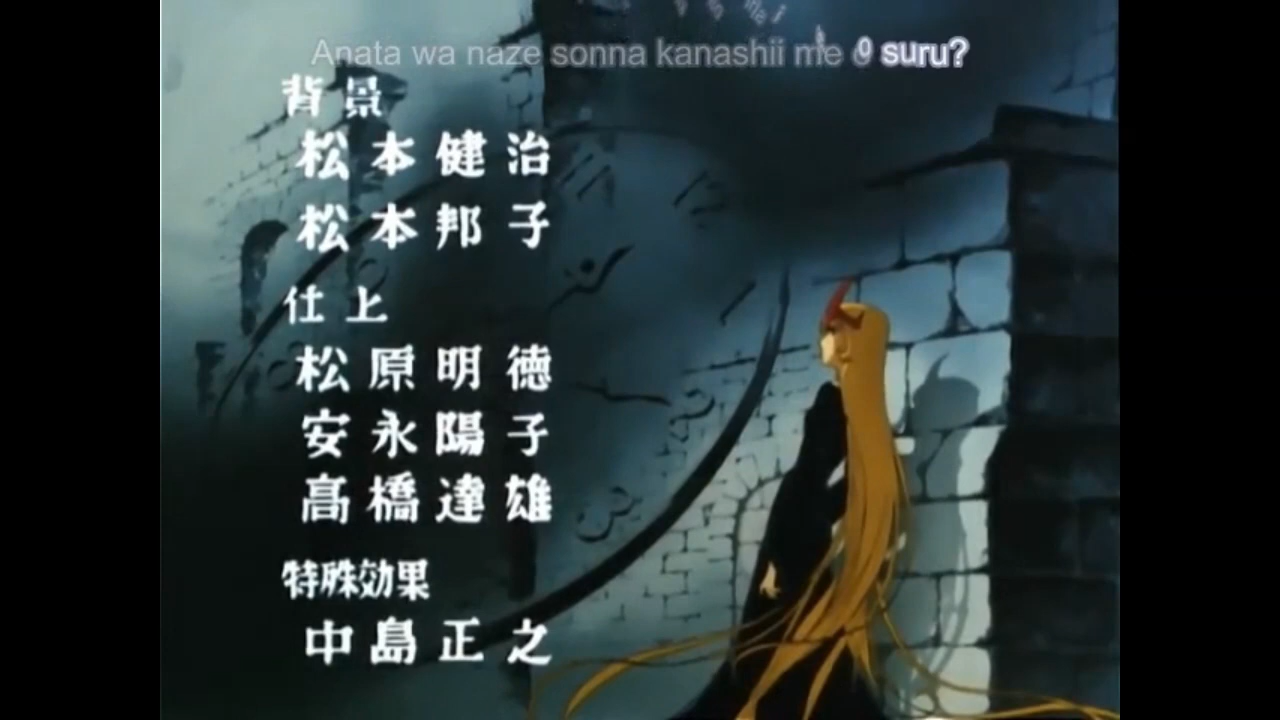 Anata wa naze sonna kanashii me o suru?
背景
松本健治
松本邦子
仕上
松原明徳
安永陽子
高橋達雄
特殊効果
中島正之